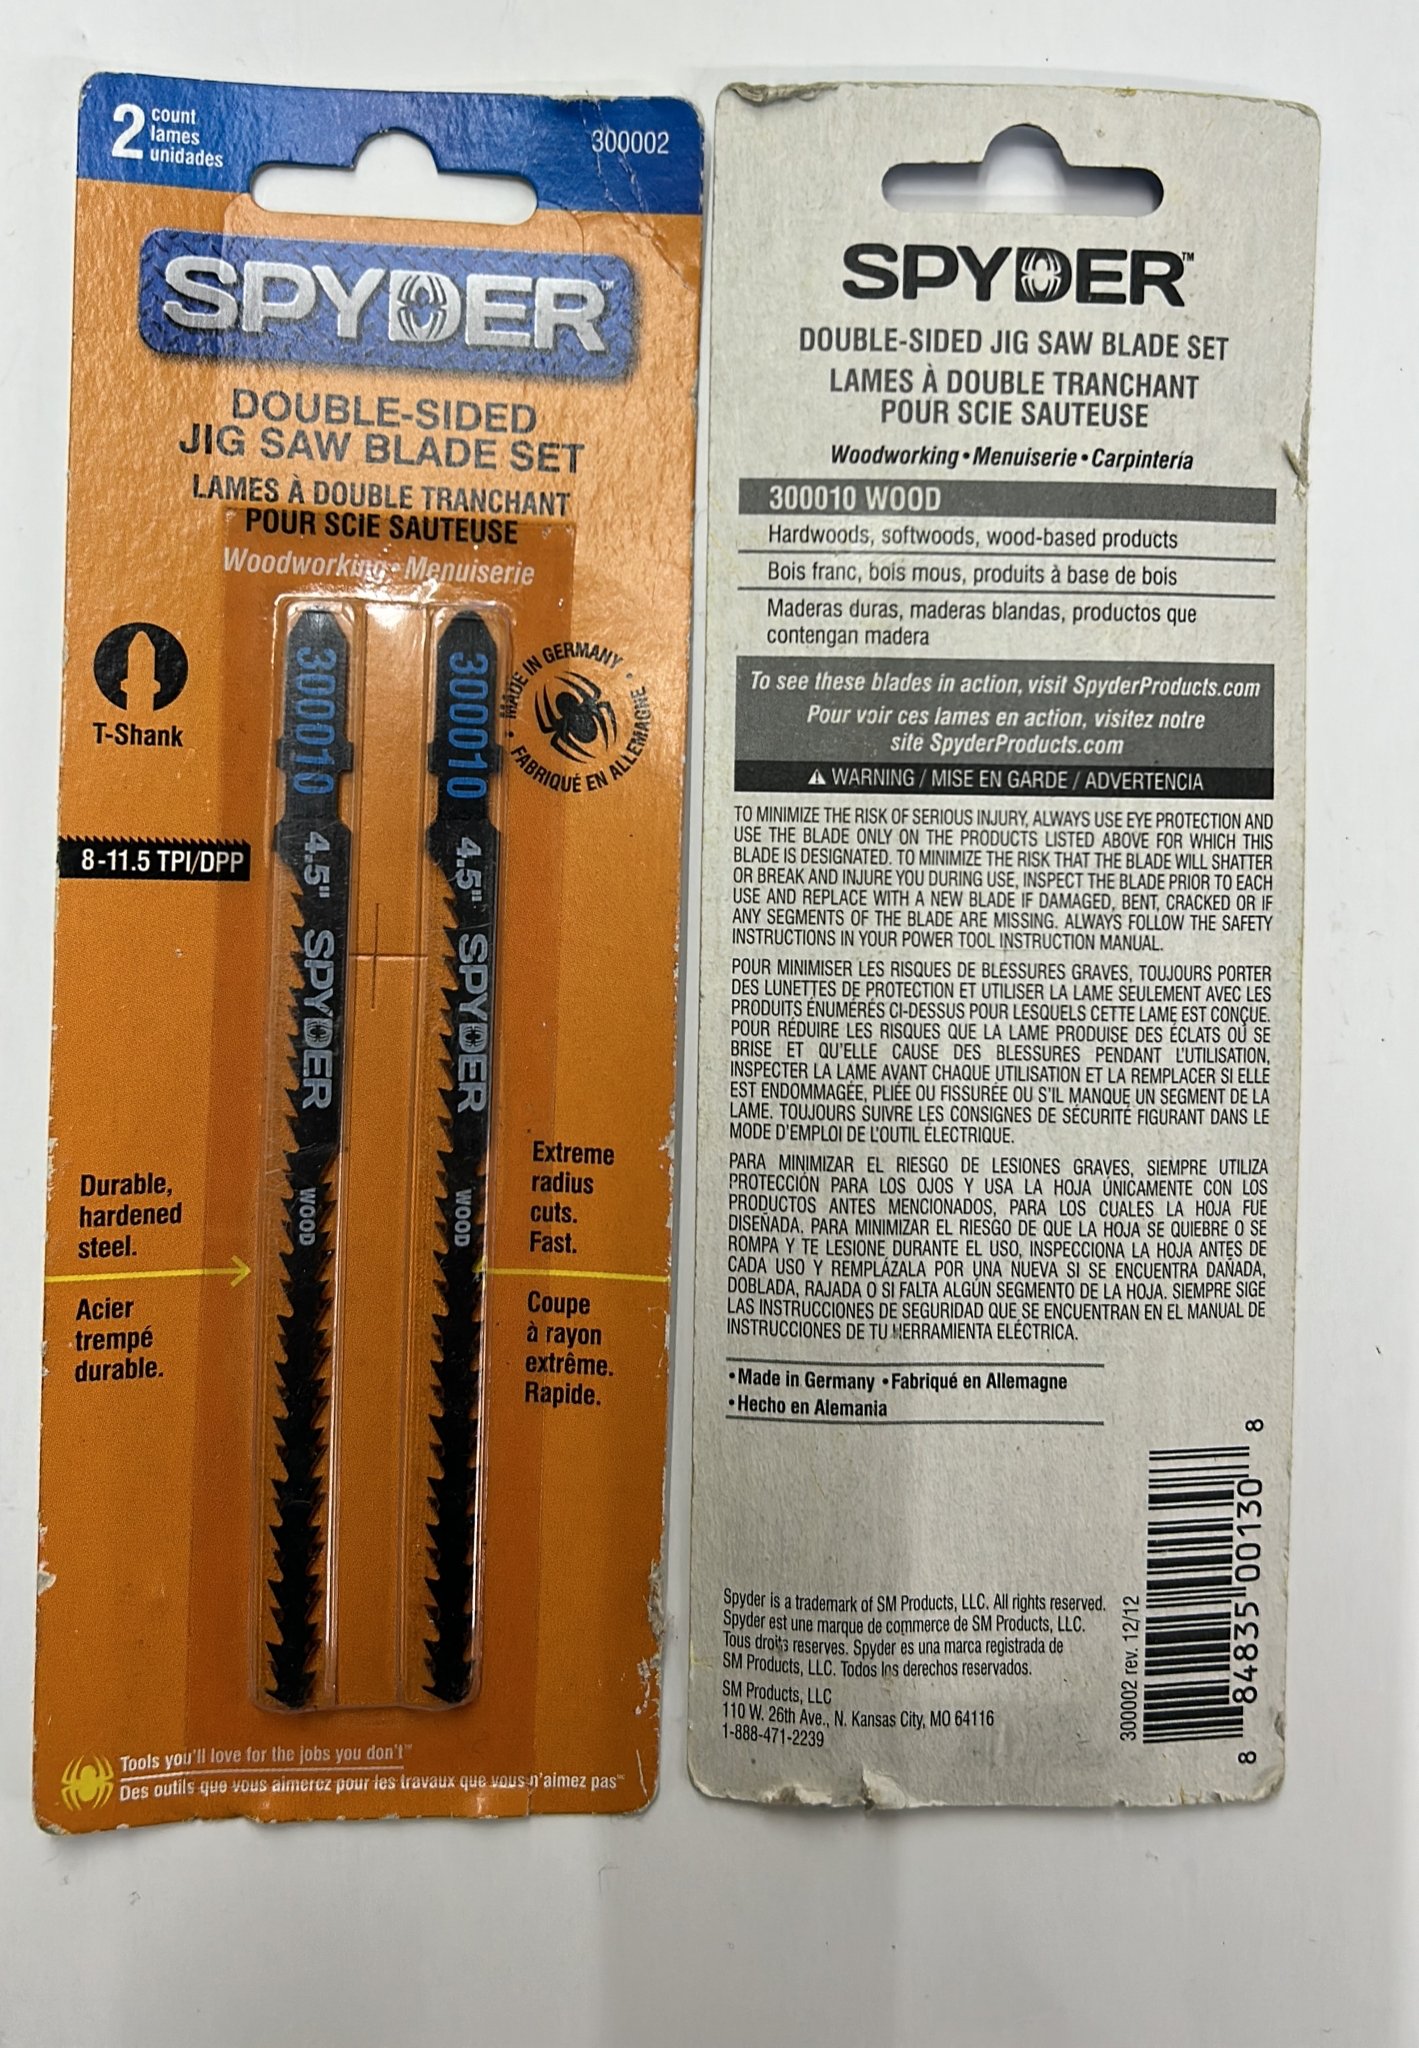 2 count
lames
unidades
300002
SPYDER™
DOUBLE-SIDED
JIG SAW BLADE SET
LAMES À DOUBLE TRANCHANT
POUR SCIE SAUTEUSE
Woodworking • Menuiserie
T-Shank
• MADE IN GERMANY •
FABRIQUÉ EN ALLEMAGNE
8-11.5 TPI/DPP
300010
4.5" SPYDER
WOOD
300010
4.5" SPYDER
WOOD
Durable,
hardened
steel.
Acier
trempé
durable.
Extreme
radius
cuts.
Fast.
Coupe
à rayon
extrême.
Rapide.
Tools you'll love for the jobs you don't™
Des outils que vous aimerez pour les travaux que vous n'aimez pas
SPYDER™
DOUBLE-SIDED JIG SAW BLADE SET
LAMES À DOUBLE TRANCHANT
POUR SCIE SAUTEUSE
Woodworking • Menuiserie • Carpintería
300010 WOOD
Hardwoods, softwoods, wood-based products
Bois franc, bois mous, produits à base de bois
Maderas duras, maderas blandas, productos que
contengan madera
To see these blades in action, visit SpyderProducts.com
Pour voir ces lames en action, visitez notre
site SpyderProducts.com
⚠ WARNING / MISE EN GARDE / ADVERTENCIA
TO MINIMIZE THE RISK OF SERIOUS INJURY, ALWAYS USE EYE PROTECTION AND
USE THE BLADE ONLY ON THE PRODUCTS LISTED ABOVE FOR WHICH THIS
BLADE IS DESIGNATED. TO MINIMIZE THE RISK THAT THE BLADE WILL SHATTER
OR BREAK AND INJURE YOU DURING USE, INSPECT THE BLADE PRIOR TO EACH
USE AND REPLACE WITH A NEW BLADE IF DAMAGED, BENT, CRACKED OR IF
ANY SEGMENTS OF THE BLADE ARE MISSING. ALWAYS FOLLOW THE SAFETY
INSTRUCTIONS IN YOUR POWER TOOL INSTRUCTION MANUAL.
POUR MINIMISER LES RISQUES DE BLESSURES GRAVES, TOUJOURS PORTER
DES LUNETTES DE PROTECTION ET UTILISER LA LAME SEULEMENT AVEC LES
PRODUITS ÉNUMÉRÉS CI-DESSUS POUR LESQUELS CETTE LAME EST CONÇUE.
POUR RÉDUIRE LES RISQUES QUE LA LAME PRODUISE DES ÉCLATS OÙ SE
BRISE ET QU'ELLE CAUSE DES BLESSURES PENDANT L'UTILISATION,
INSPECTER LA LAME AVANT CHAQUE UTILISATION ET LA REMPLACER SI ELLE
EST ENDOMMAGÉE, PLIÉE OU FISSURÉE OU S'IL MANQUE UN SEGMENT DE LA
LAME. TOUJOURS SUIVRE LES CONSIGNES DE SÉCURITÉ FIGURANT DANS LE
MODE D'EMPLOI DE L'OUTIL ÉLECTRIQUE.
PARA MINIMIZAR EL RIESGO DE LESIONES GRAVES, SIEMPRE UTILIZA
PROTECCIÓN PARA LOS OJOS Y USA LA HOJA ÚNICAMENTE CON LOS
PRODUCTOS ANTES MENCIONADOS, PARA LOS CUALES LA HOJA FUE
DISEÑADA. PARA MINIMIZAR EL RIESGO DE QUE LA HOJA SE QUIEBRE O SE
ROMPA Y TE LESIONE DURANTE EL USO, INSPECCIONA LA HOJA ANTES DE
CADA USO Y REMPLÁZALA POR UNA NUEVA SI SE ENCUENTRA DAÑADA,
DOBLADA, RAJADA O SI FALTA ALGÚN SEGMENTO DE LA HOJA. SIEMPRE SIGE
LAS INSTRUCCIONES DE SEGURIDAD QUE SE ENCUENTRAN EN EL MANUAL DE
INSTRUCCIONES DE TU HERRAMIENTA ELÉCTRICA.
• Made in Germany • Fabriqué en Allemagne
• Hecho en Alemania
Spyder is a trademark of SM Products, LLC. All rights reserved.
Spyder est une marque de commerce de SM Products, LLC.
Tous droits reserves. Spyder es una marca registrada de
SM Products, LLC. Todos los derechos reservados.
SM Products, LLC
110 W. 26th Ave., N. Kansas City, MO 64116
1-888-471-2239
300002 rev. 12/12
8 84835 00130 8